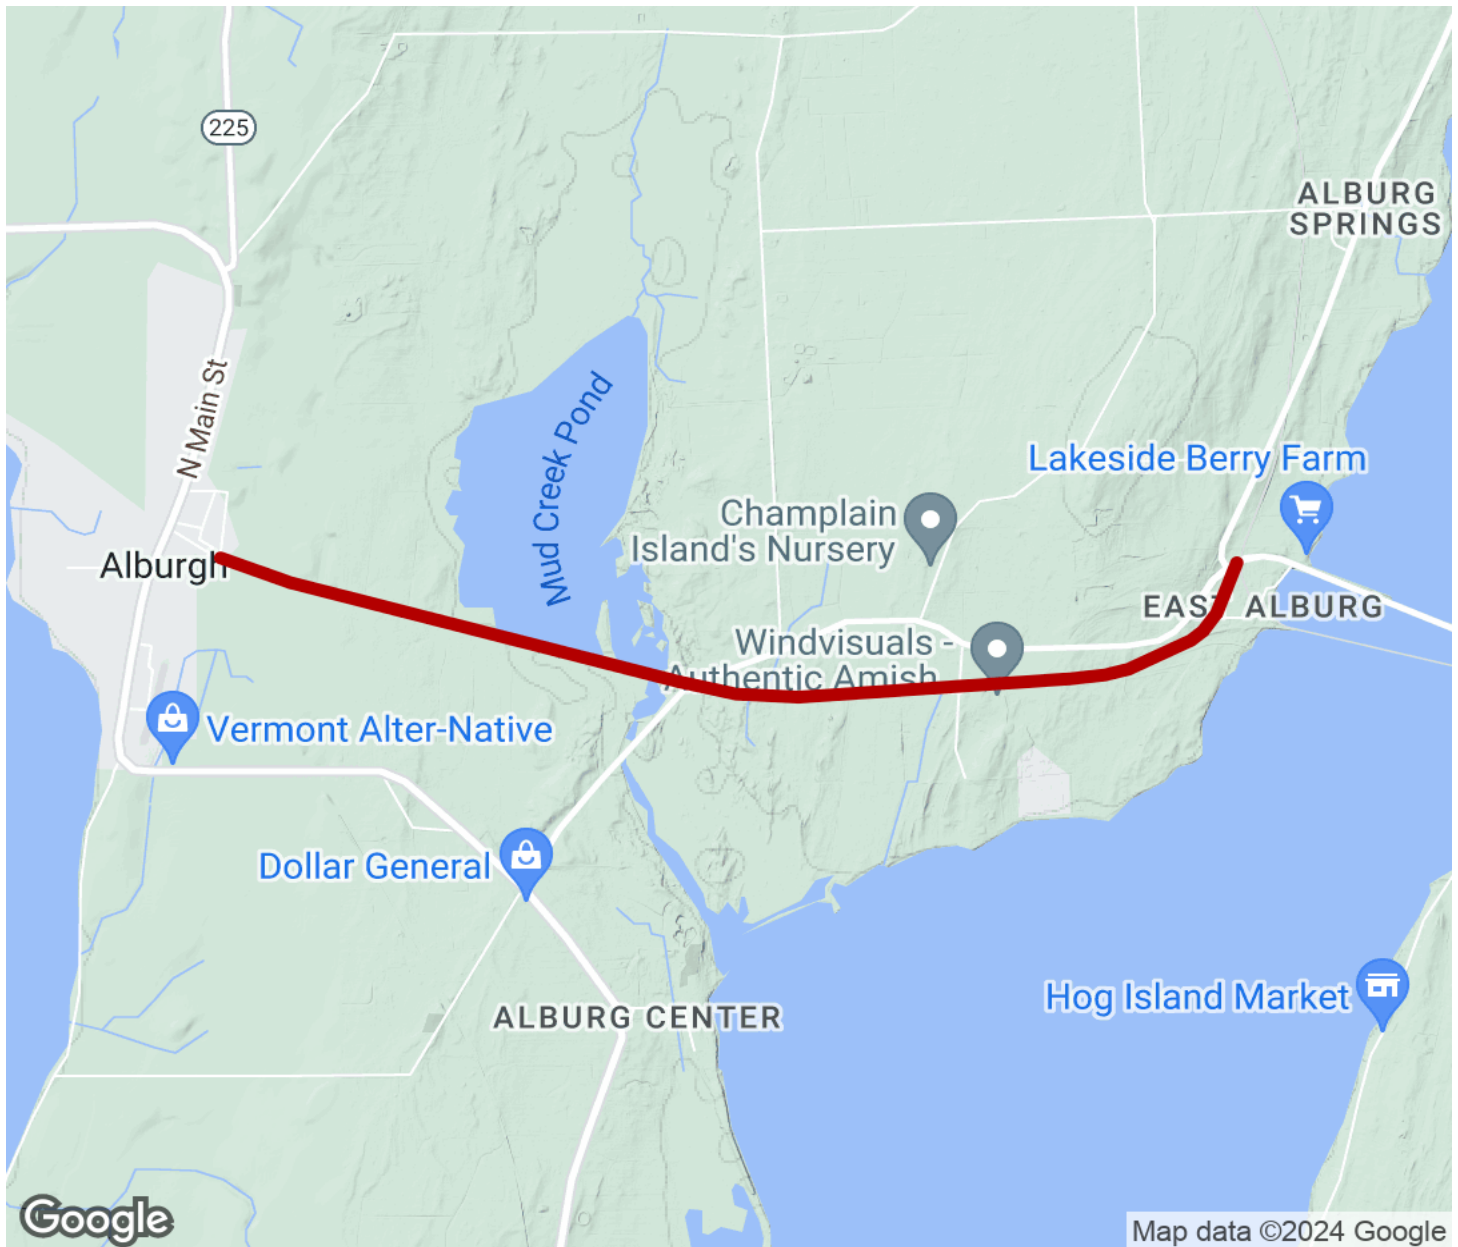 225
ALBURG
SPRINGS
N Main St
Mud Creek Pond
Lakeside Berry Farm
Champlain
Island's Nursery
Alburgh
EAST ALBURG
Windvisuals -
Authentic Amish
Vermont Alter-Native
Dollar General
Hog Island Market
ALBURG CENTER
Google
Map data ©2024 Google